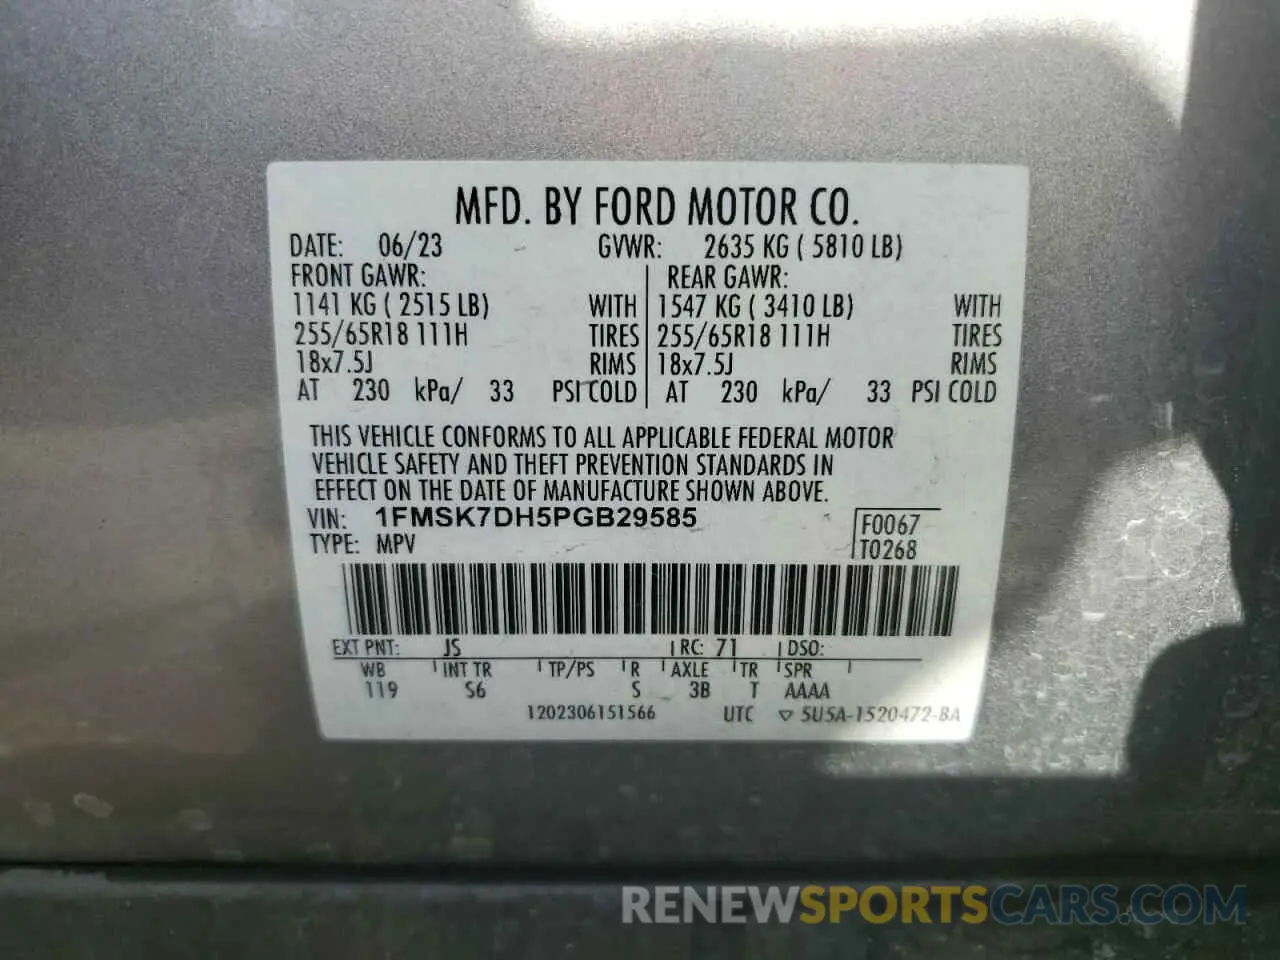 MFD. BY FORD MOTOR CO.
DATE: 06/23 GVWR: 2635 KG ( 5810 LB)
FRONT GAWR: REAR GAWR:
1141 KG ( 2515 LB) WITH 1547 KG ( 3410 LB) WITH
255/65R18 111H TIRES 255/65R18 111H TIRES
18x7.5J RIMS 18x7.5J RIMS
AT 230 kPa/ 33 PSI COLD AT 230 kPa/ 33 PSI COLD
THIS VEHICLE CONFORMS TO ALL APPLICABLE FEDERAL MOTOR
VEHICLE SAFETY AND THEFT PREVENTION STANDARDS IN
EFFECT ON THE DATE OF MANUFACTURE SHOWN ABOVE.
VIN: 1FMSK7DH5PGB29585 F0067
TYPE: MPV T0268
EXT PNT: JS RC: 71 DSO:
WB INT TR TP/PS R AXLE TR SPR
119 S6 S 3B T AAAA
1202306151566 UTC ▽ 5U5A-1520472-BA
RENEWSPORTSCARS.COM